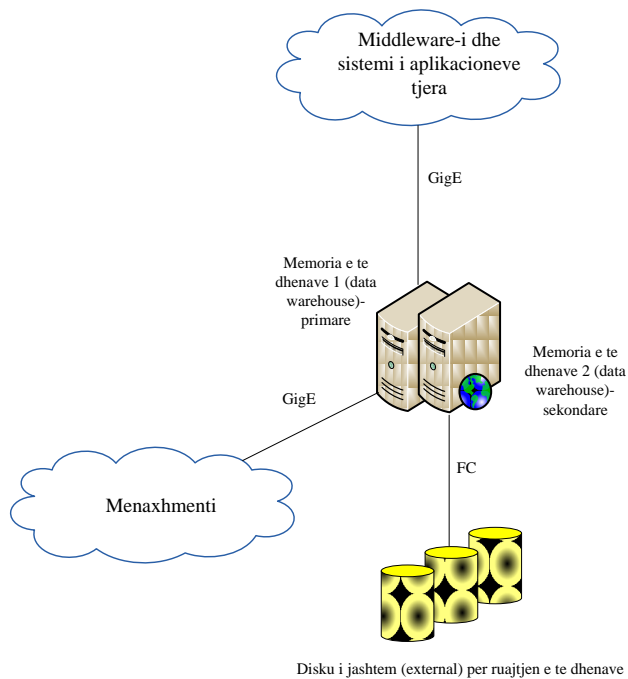 Middleware-i dhe
sistemi i aplikacioneve
tjera
GigE
Memoria e te
dhenave 1 (data
warehouse)-
primare
Memoria e te
dhenave 2 (data
warehouse)-
sekondare
GigE
FC
Menaxhmenti
Disku i jashtem (external) per ruajtjen e te dhenave